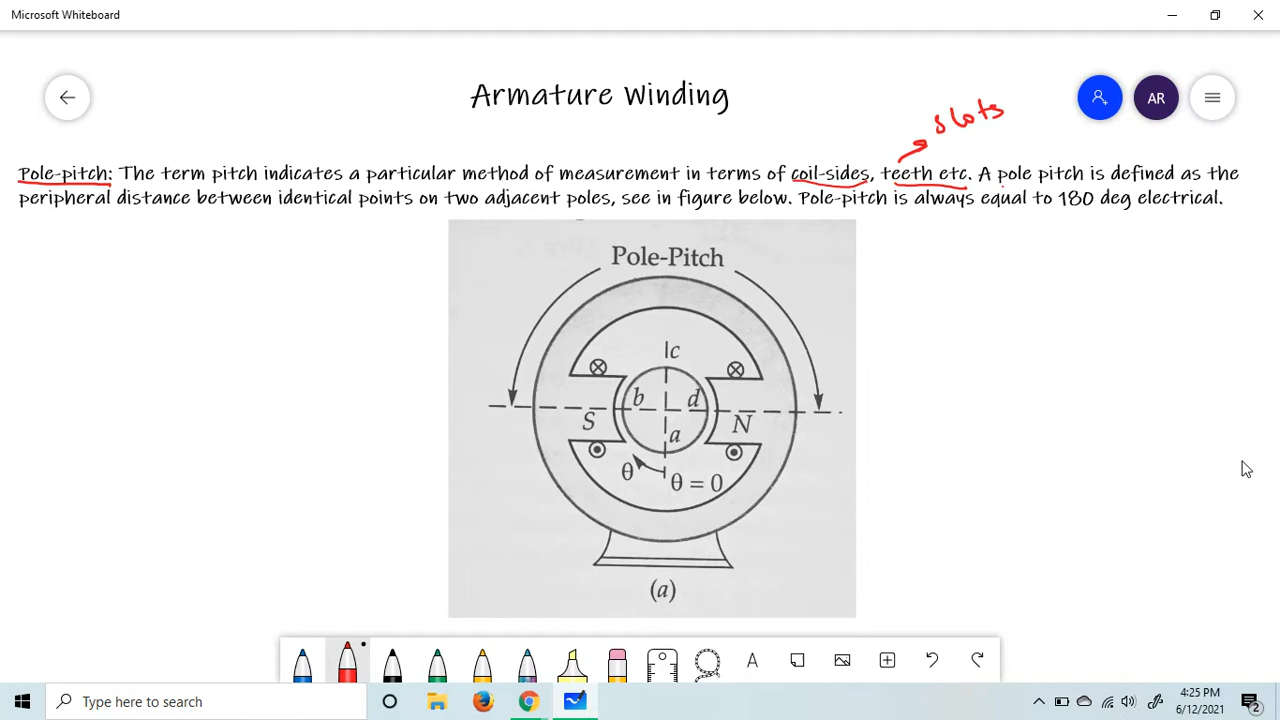 Microsoft Whiteboard
Armature Winding
AR
slots
Pole-pitch: The term pitch indicates a particular method of measurement in terms of coil-sides, teeth etc. A pole pitch is defined as the
peripheral distance between identical points on two adjacent poles, see in figure below. Pole-pitch is always equal to 180 deg electrical.
Pole-Pitch
c
b d
S N
a
θ θ = 0
(a)
A
Type here to search
4:25 PM
6/12/2021
2